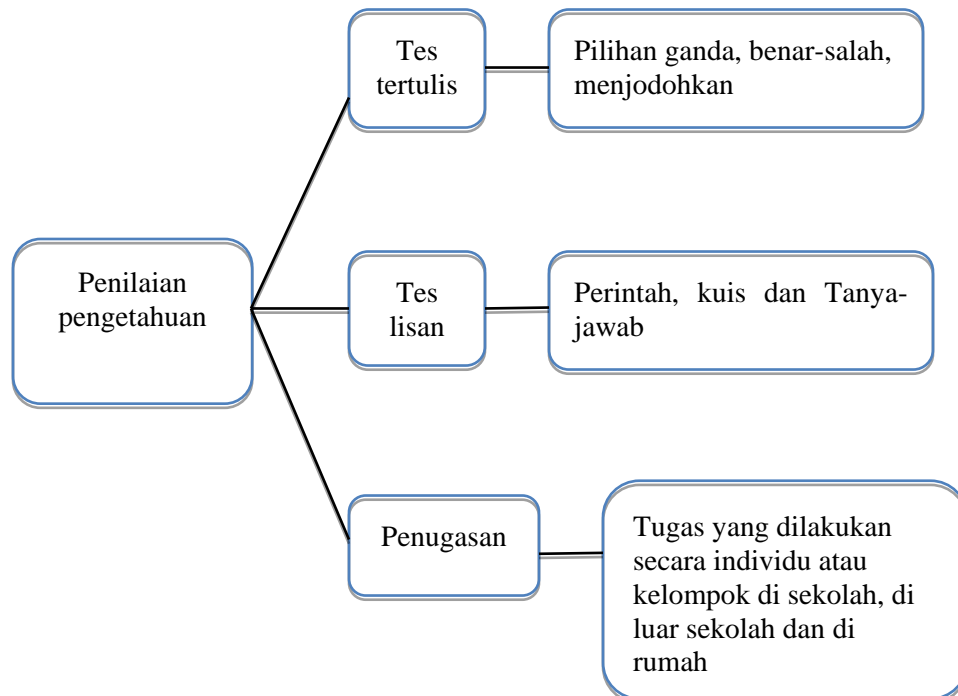 Tes
tertulis
Pilihan ganda, benar-salah,
menjodohkan
Penilaian
pengetahuan
Tes
lisan
Perintah, kuis dan Tanya-
jawab
Penugasan
Tugas yang dilakukan
secara individu atau
kelompok di sekolah, di
luar sekolah dan di
rumah